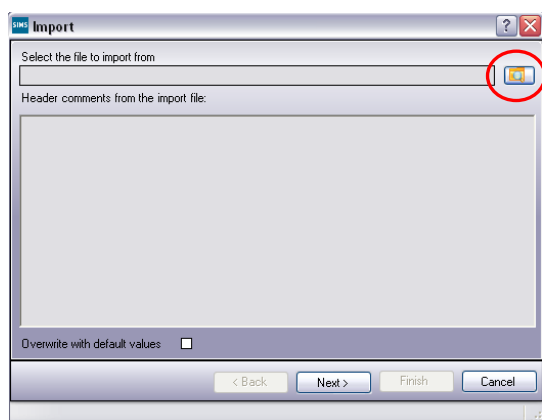 SIMS Import
Select the file to import from
Header comments from the import file:
Overwrite with default values
< Back Next > Finish Cancel